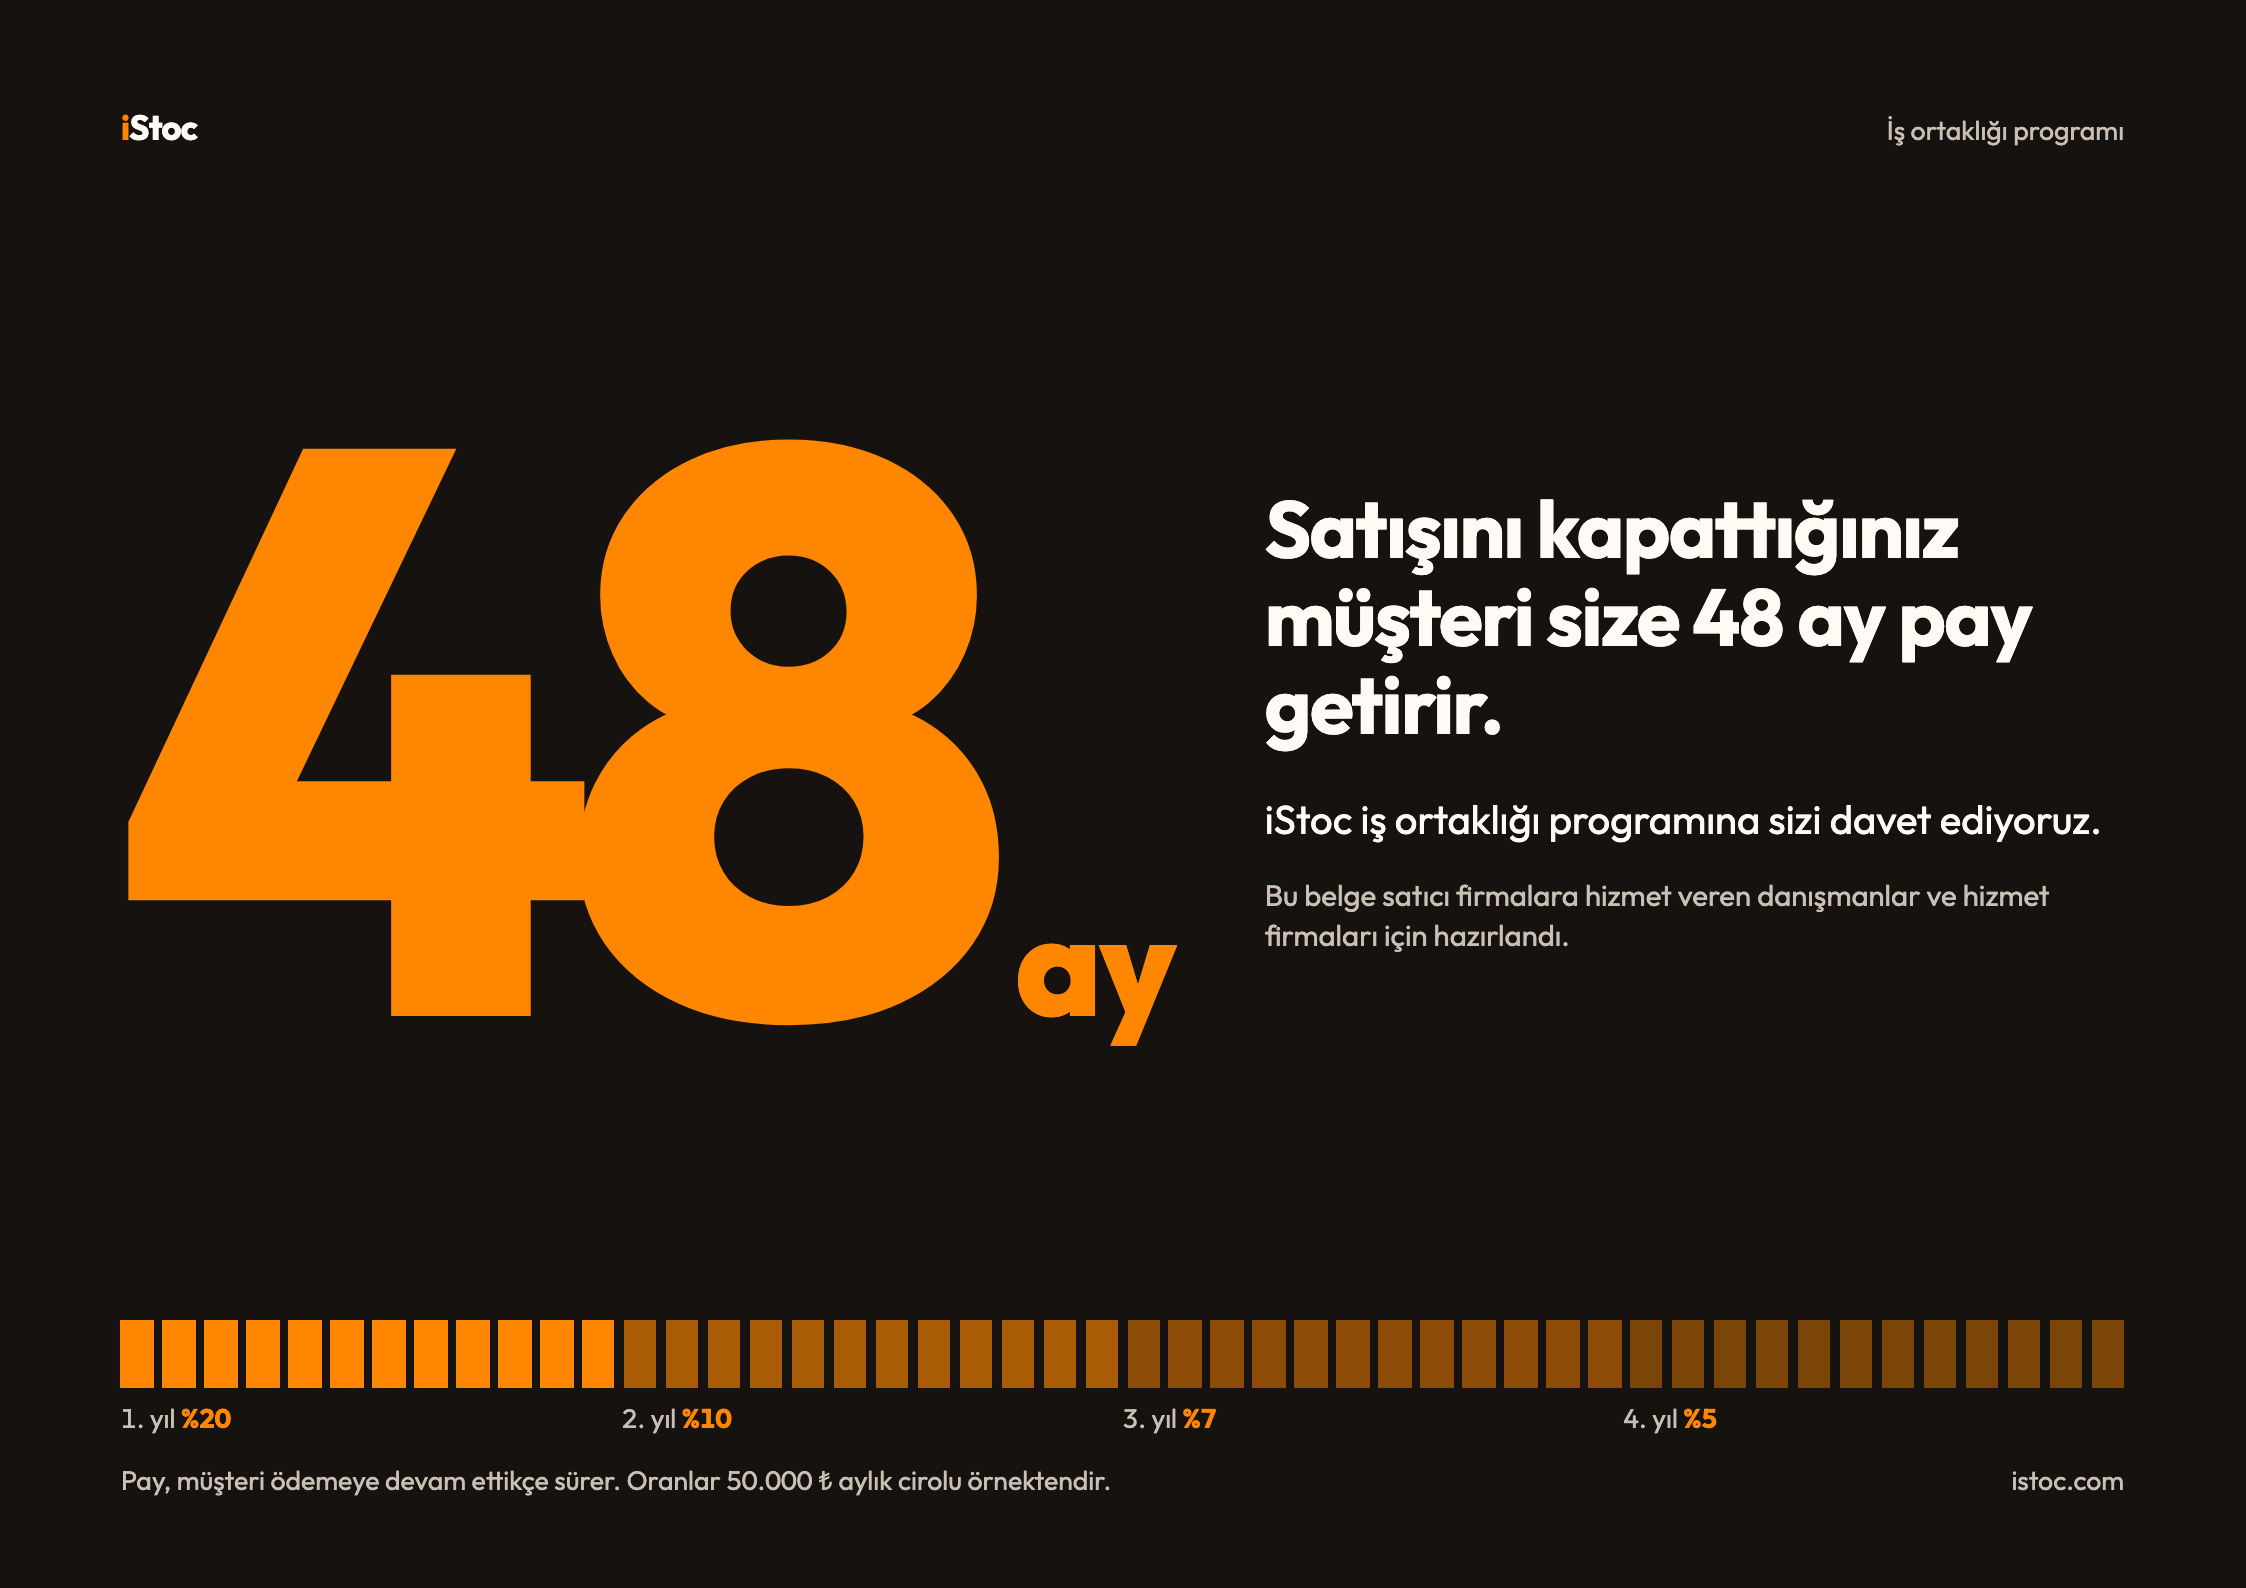 iStoc
İş ortaklığı programı
48 ay
Satışını kapattığınız
müşteri size 48 ay pay
getirir.
iStoc iş ortaklığı programına sizi davet ediyoruz.
Bu belge satıcı firmalara hizmet veren danışmanlar ve hizmet
firmaları için hazırlandı.
1. yıl %20
2. yıl %10
3. yıl %7
4. yıl %5
Pay, müşteri ödemeye devam ettikçe sürer. Oranlar 50.000 ₺ aylık cirolu örnektendir.
istoc.com